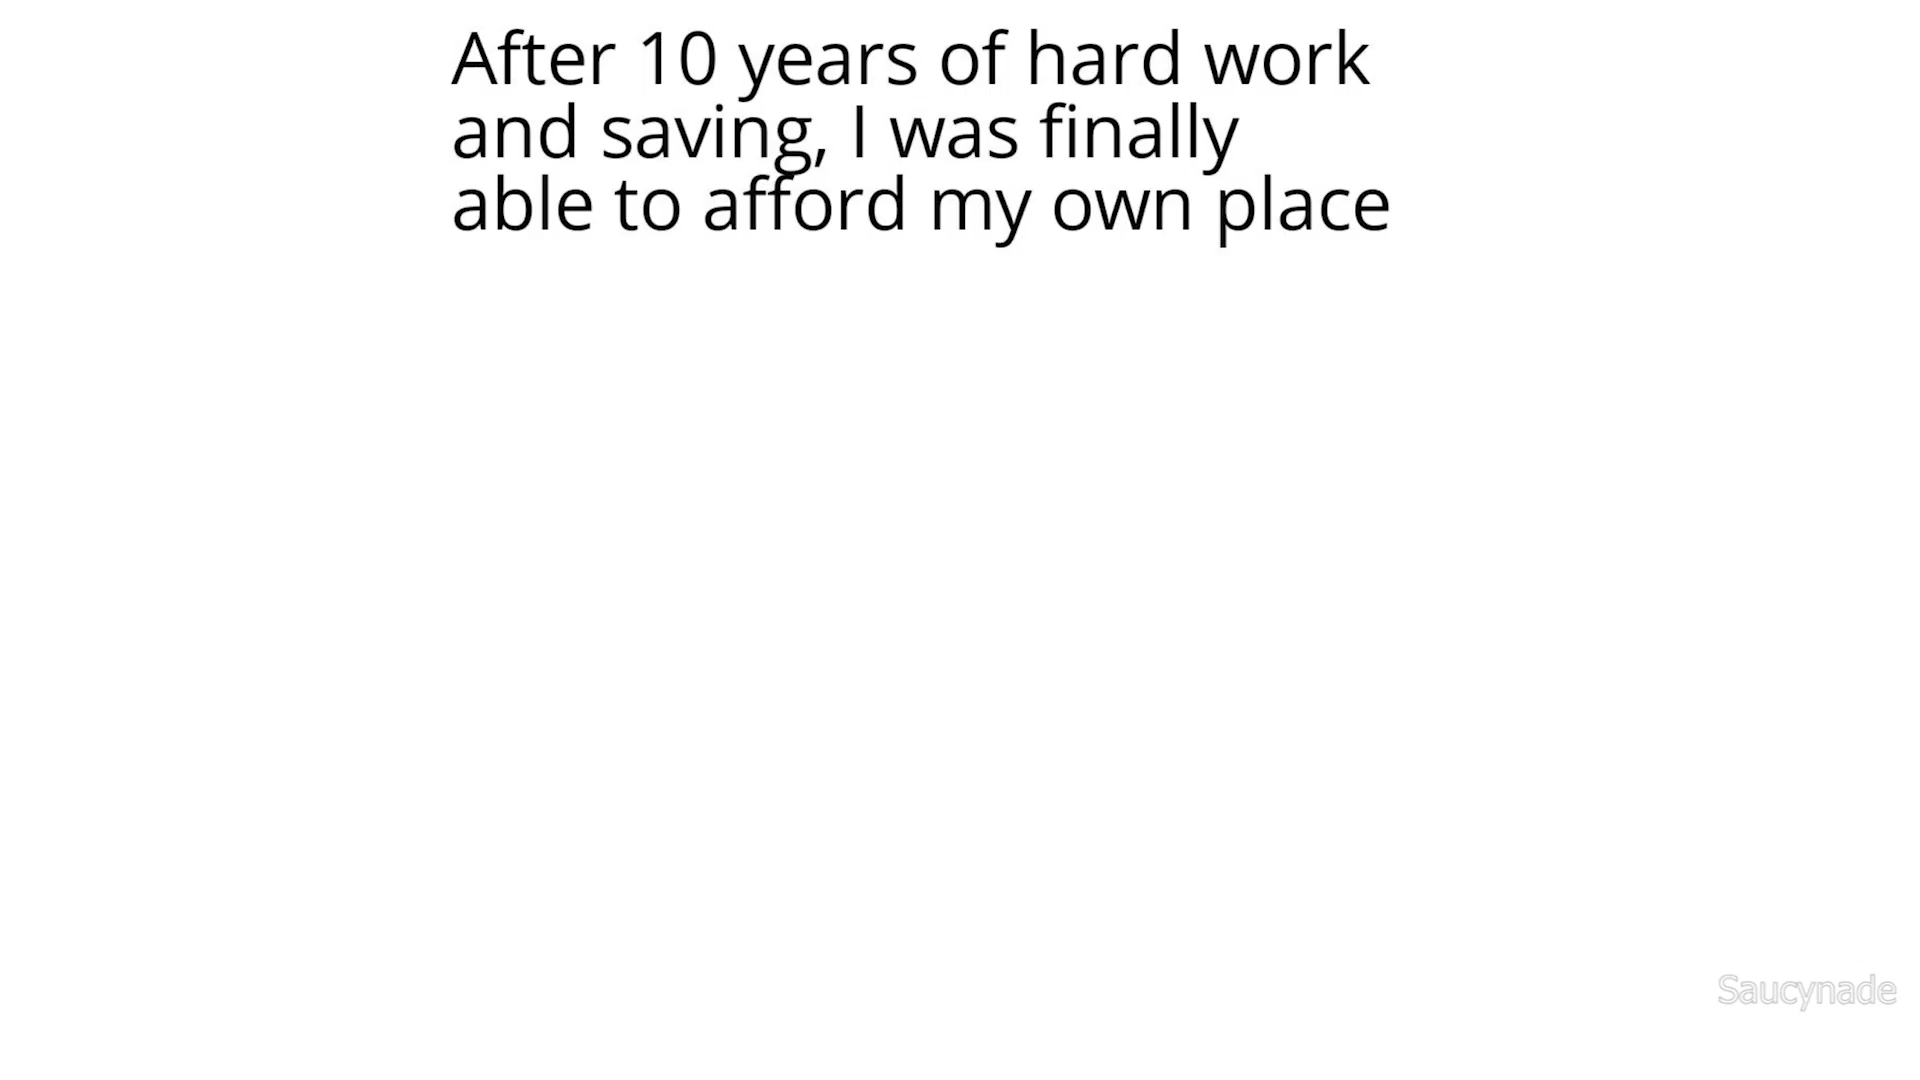 After 10 years of hard work
and saving, I was finally
able to afford my own place
Saucynade